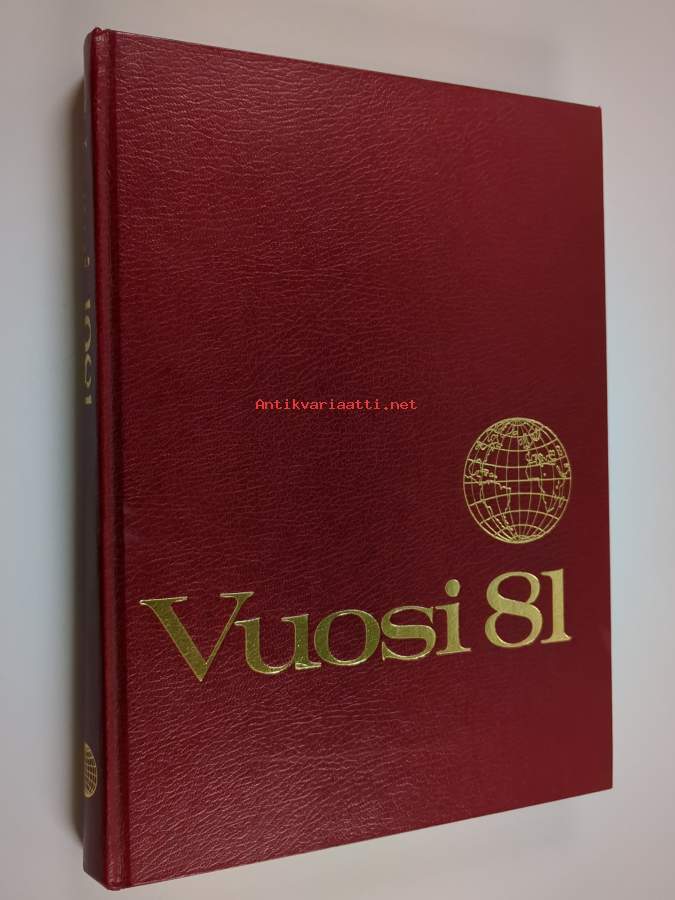 Antikvariaatti.net
Vuosi 81